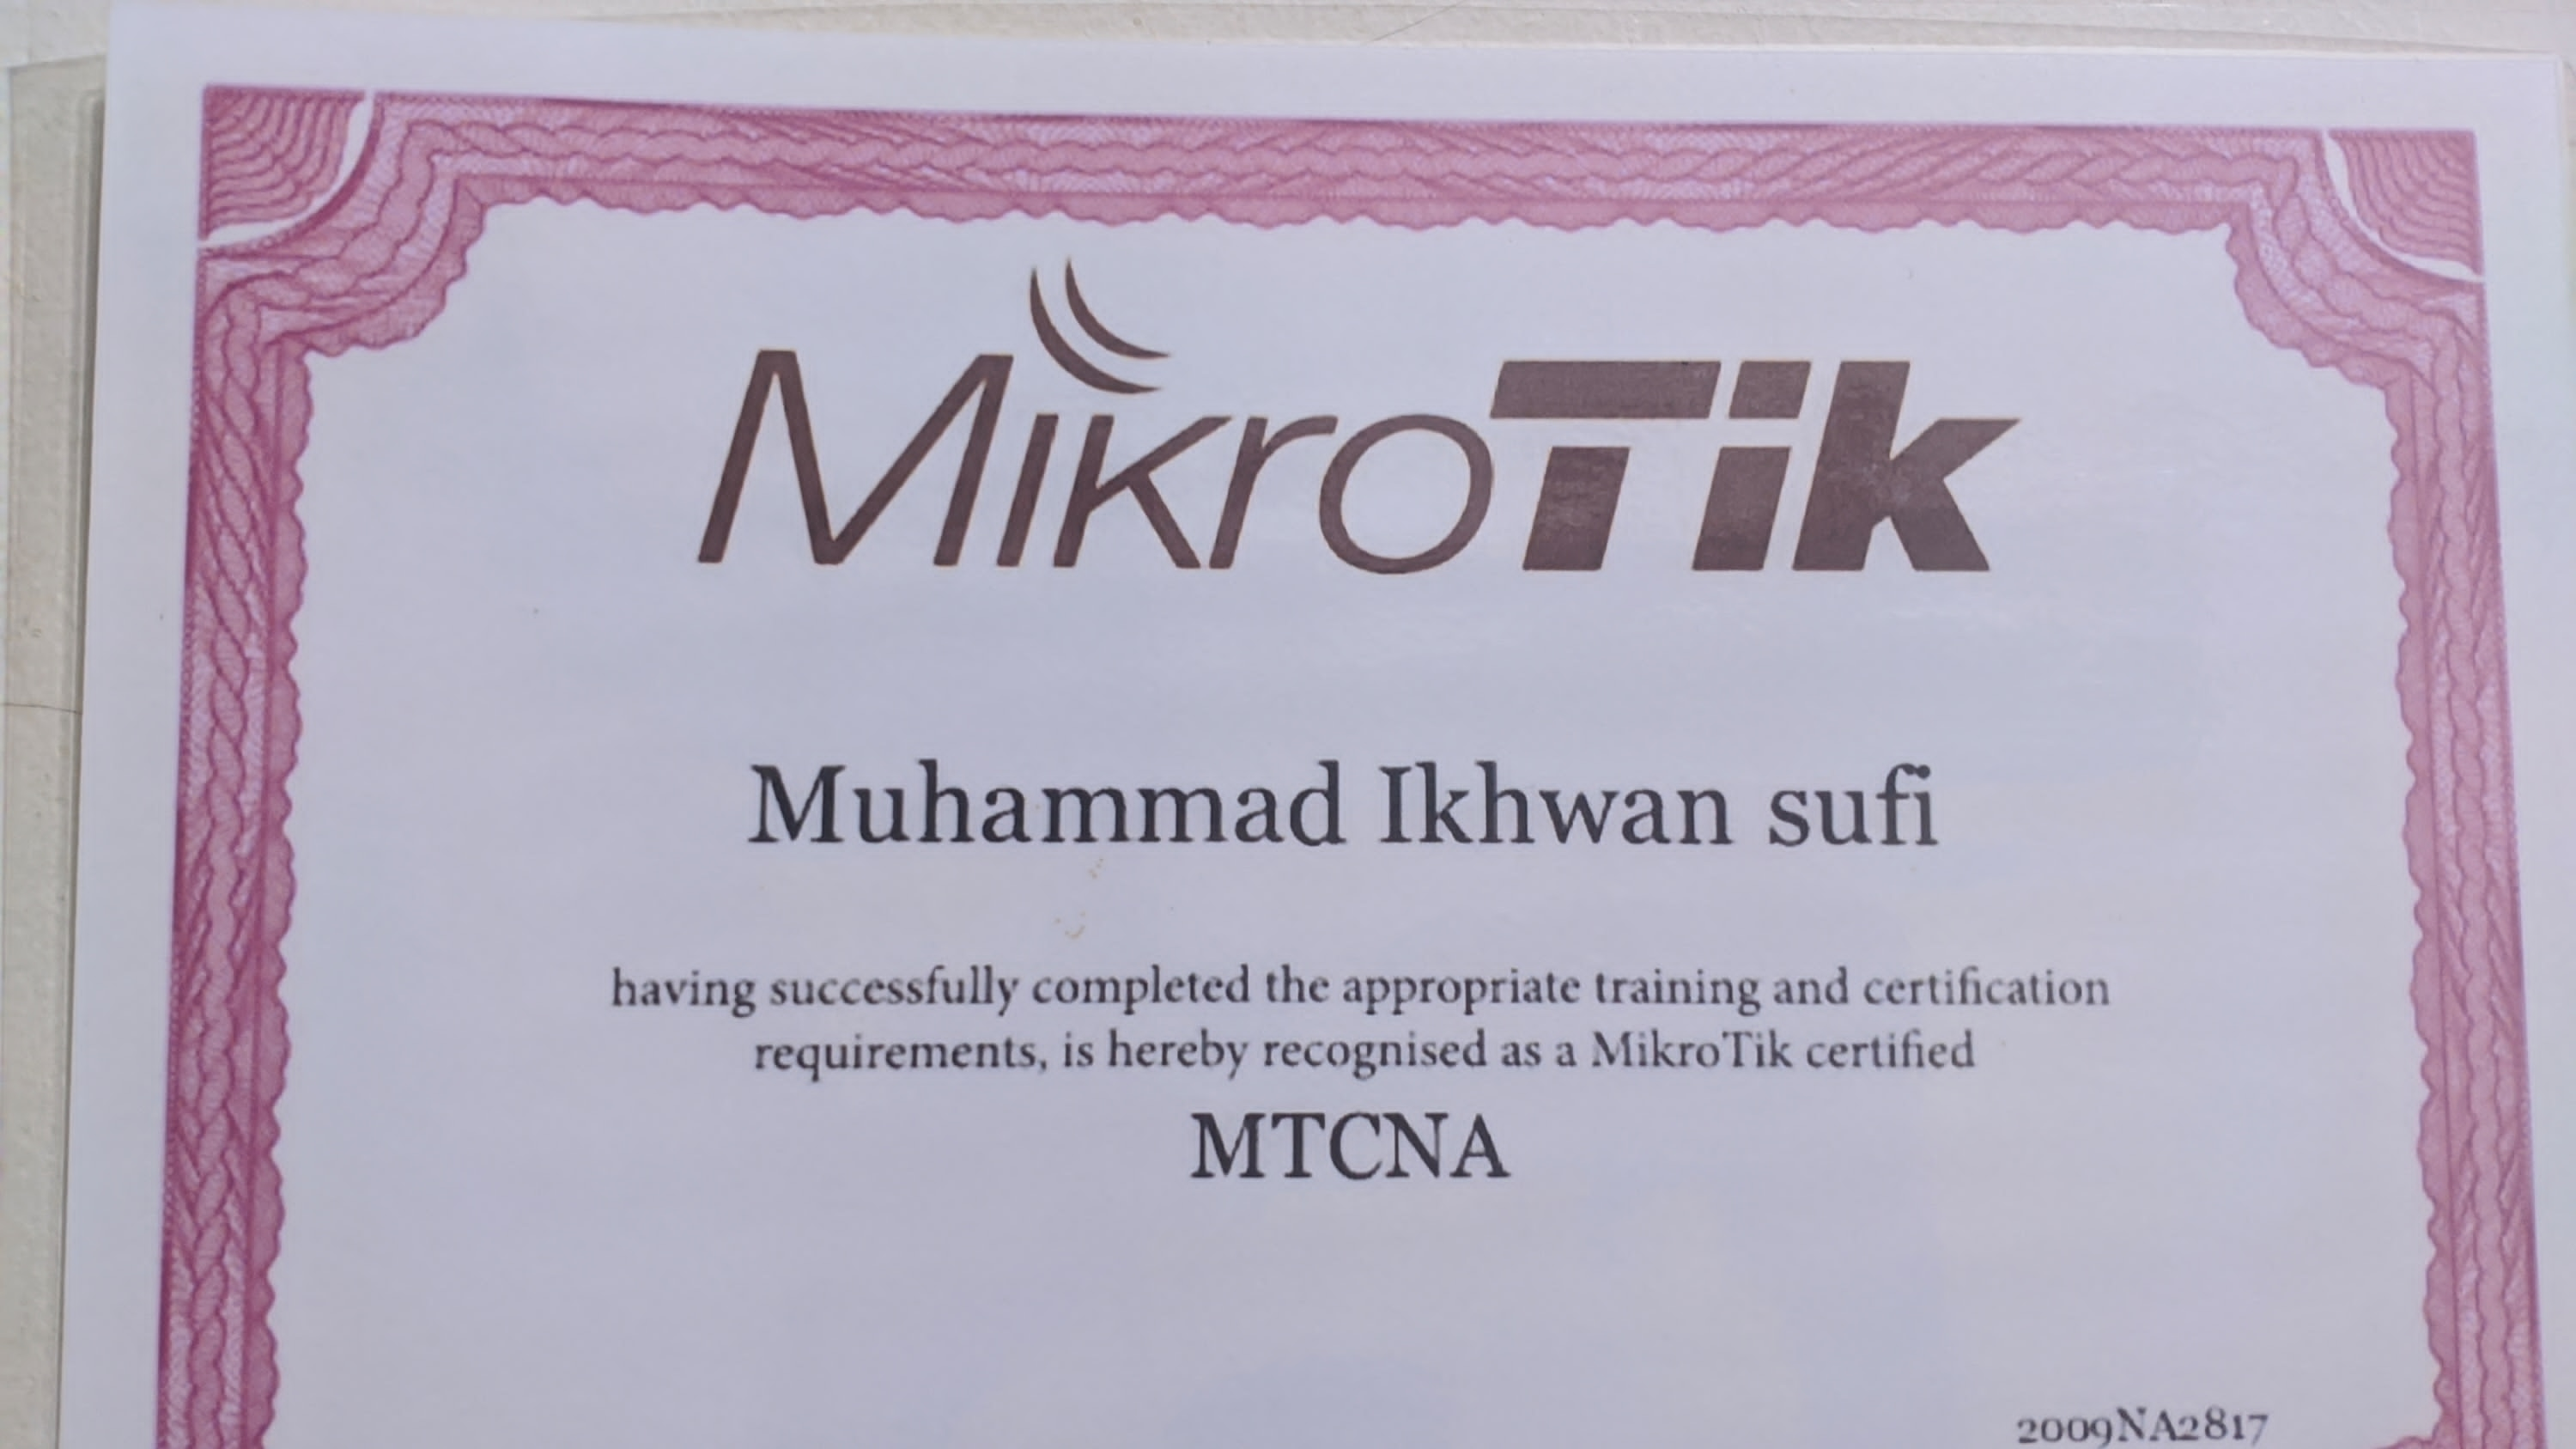 MikroTik
Muhammad Ikhwan sufi
having successfully completed the appropriate training and certification
requirements, is hereby recognised as a MikroTik certified
MTCNA
2009NA2817